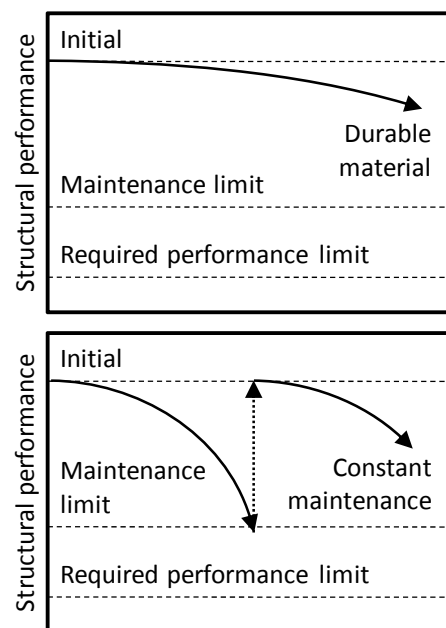 Structural performance
Initial
Durable
material
Maintenance limit
Required performance limit
Structural performance
Initial
Maintenance
limit
Constant
maintenance
Required performance limit